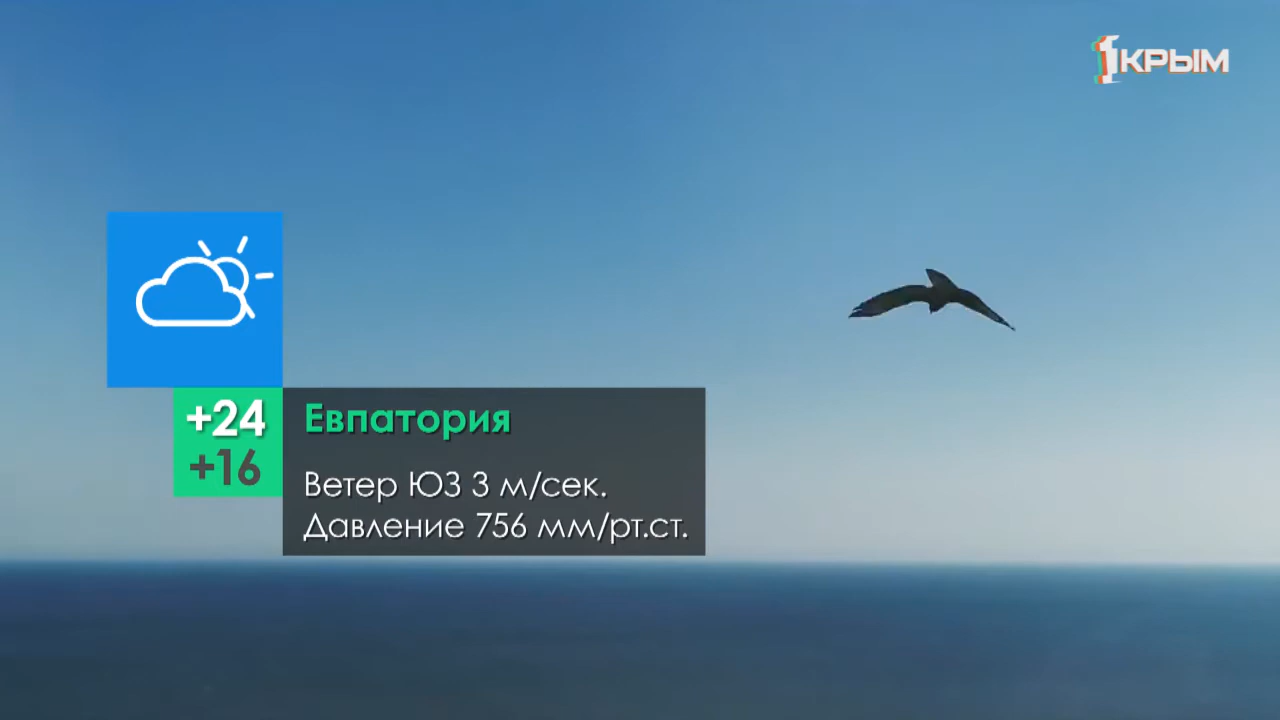 1КРЫМ
+24
+16
Евпатория
Ветер ЮЗ 3 м/сек.
Давление 756 мм/рт.ст.